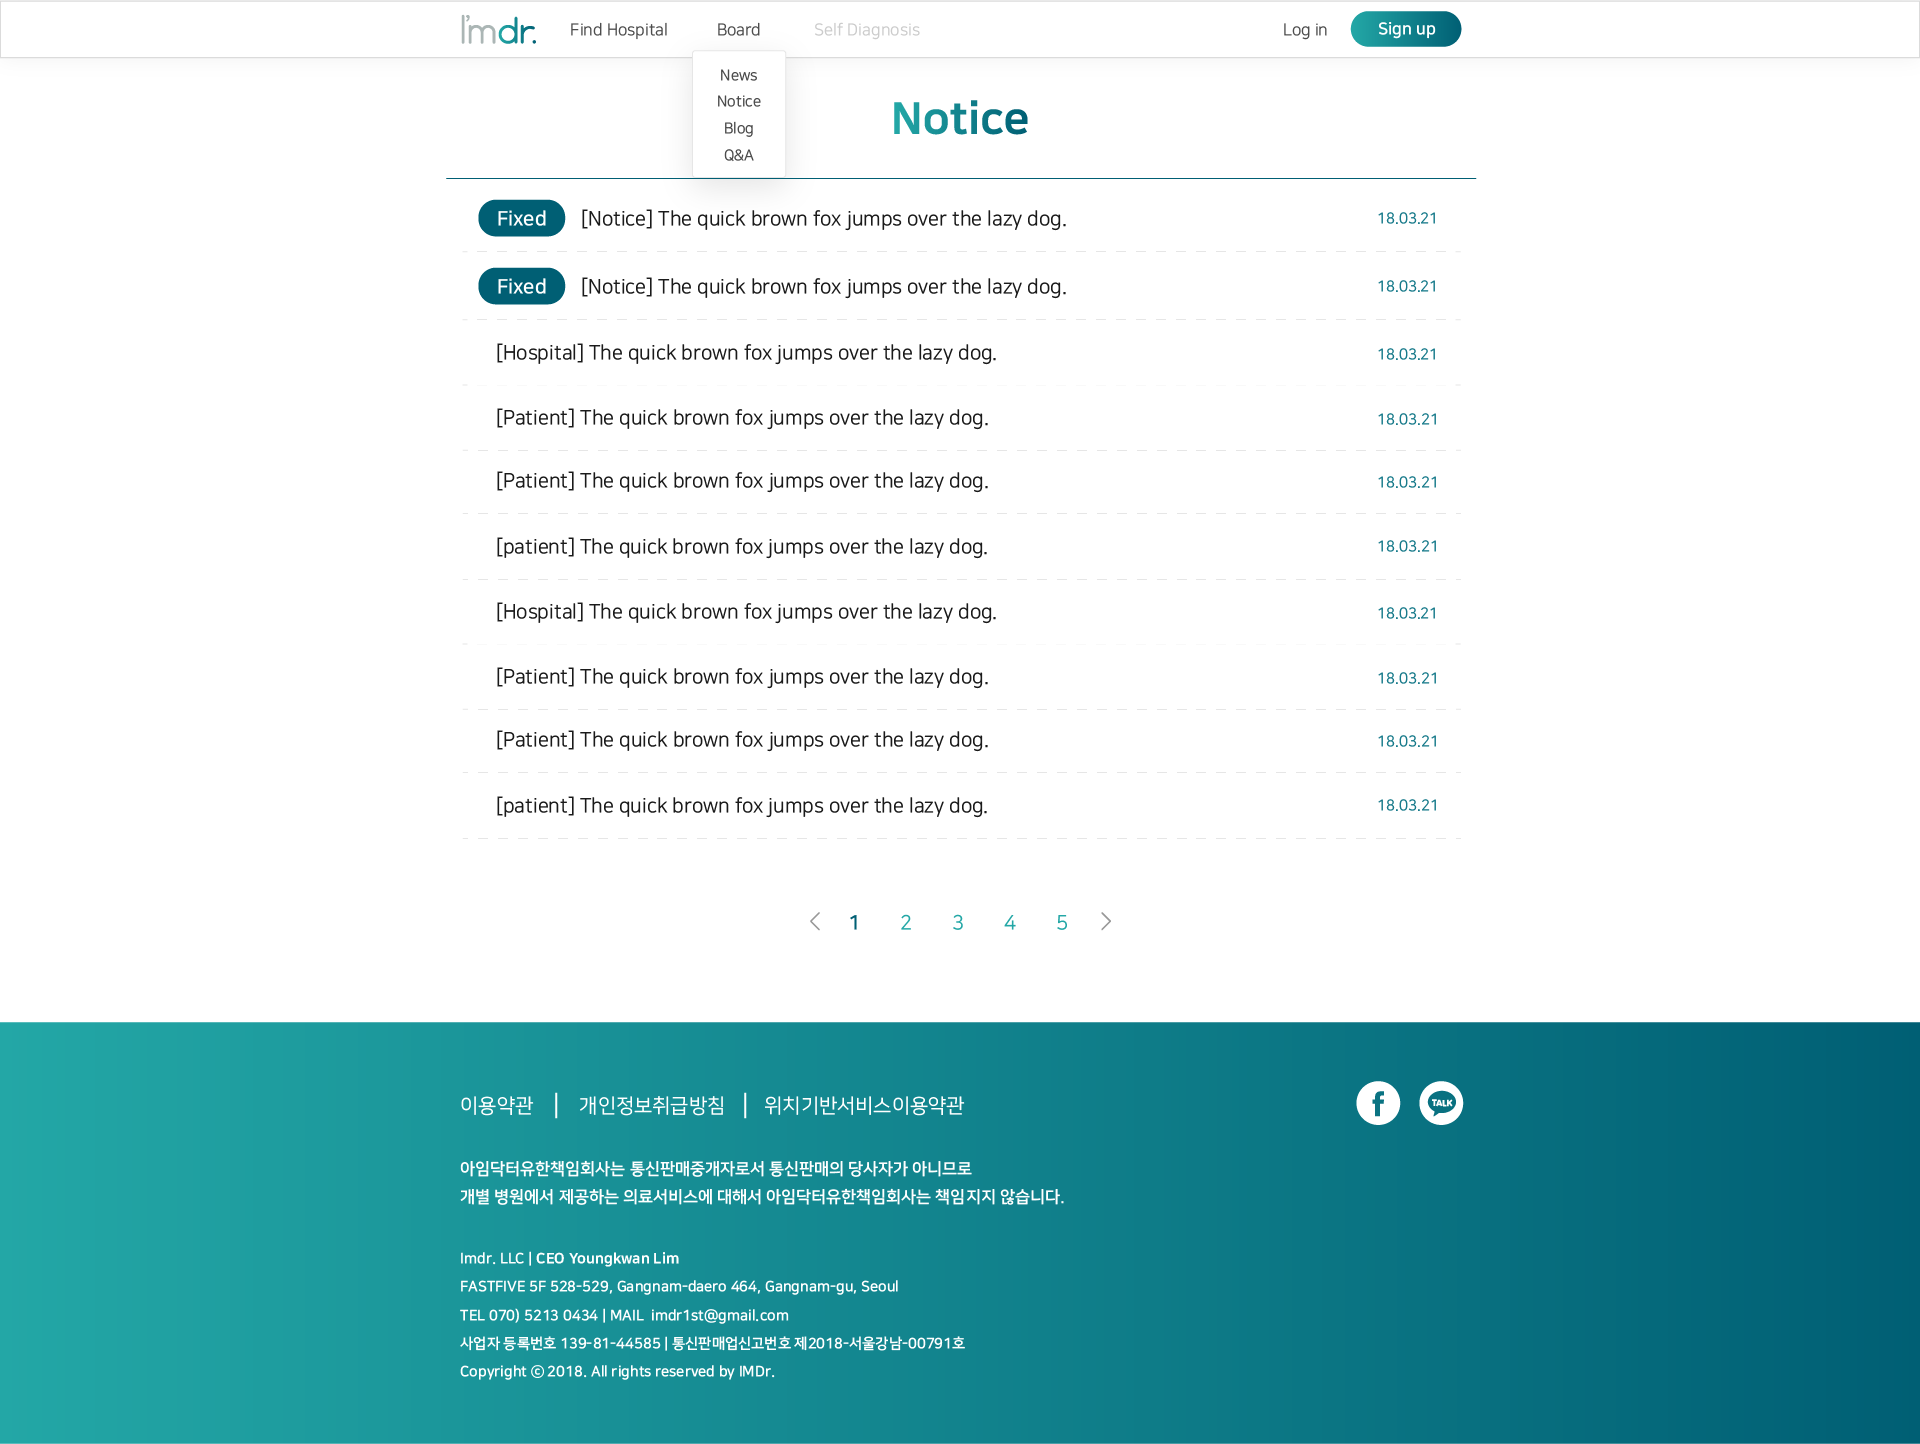 I'mdr.
Find Hospital
Board
Self Diagnosis
Log in
Sign up
News
Notice
Blog
Q&A
Notice
Fixed [Notice] The quick brown fox jumps over the lazy dog. 18.03.21
Fixed [Notice] The quick brown fox jumps over the lazy dog. 18.03.21
[Hospital] The quick brown fox jumps over the lazy dog. 18.03.21
[Patient] The quick brown fox jumps over the lazy dog. 18.03.21
[Patient] The quick brown fox jumps over the lazy dog. 18.03.21
[patient] The quick brown fox jumps over the lazy dog. 18.03.21
[Hospital] The quick brown fox jumps over the lazy dog. 18.03.21
[Patient] The quick brown fox jumps over the lazy dog. 18.03.21
[Patient] The quick brown fox jumps over the lazy dog. 18.03.21
[patient] The quick brown fox jumps over the lazy dog. 18.03.21
1 2 3 4 5
이용약관 | 개인정보취급방침 | 위치기반서비스이용약관
f
TALK
아임닥터유한책임회사는 통신판매중개자로서 통신판매의 당사자가 아니므로
개별 병원에서 제공하는 의료서비스에 대해서 아임닥터유한책임회사는 책임지지 않습니다.
Imdr. LLC | CEO Youngkwan Lim
FASTFIVE 5F 528-529, Gangnam-daero 464, Gangnam-gu, Seoul
TEL 070) 5213 0434 | MAIL imdr1st@gmail.com
사업자 등록번호 139-81-44585 | 통신판매업신고번호 제2018-서울강남-00791호
Copyright ⓒ 2018. All rights reserved by IMDr.